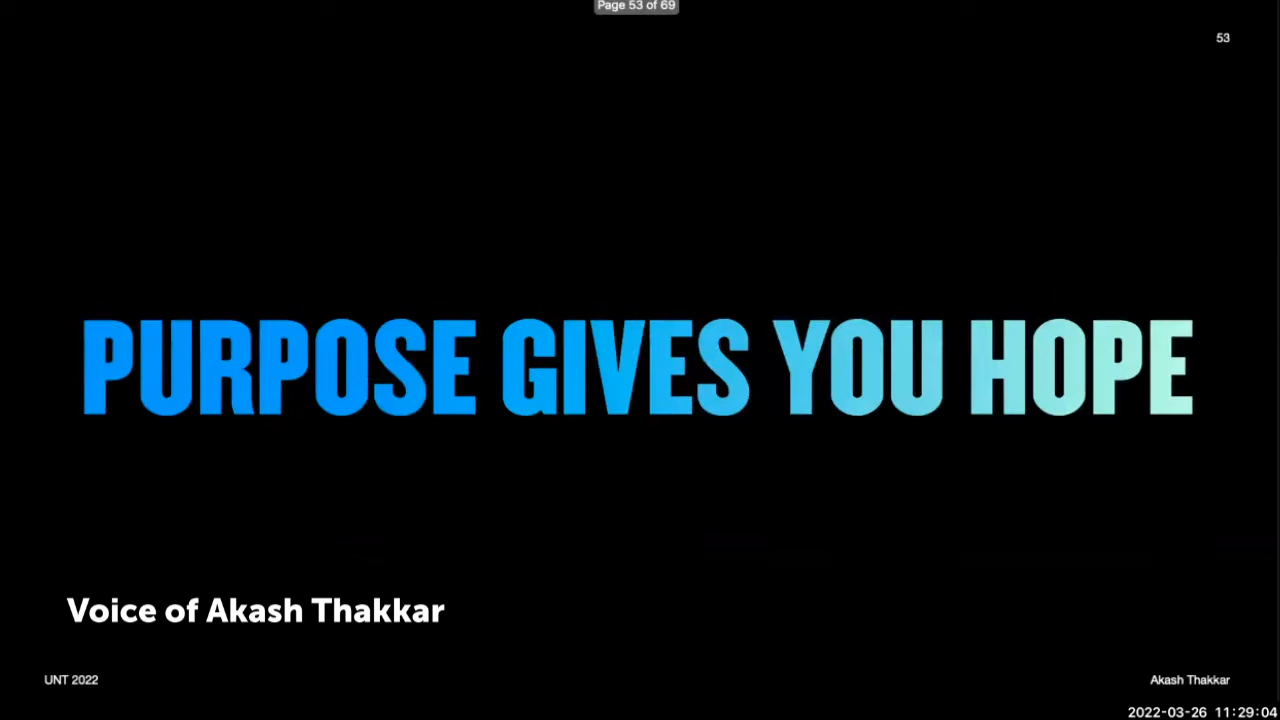 Page 53 of 69
53
PURPOSE GIVES YOU HOPE
Voice of Akash Thakkar
UNT 2022
Akash Thakkar
2022-03-26 11:29:04